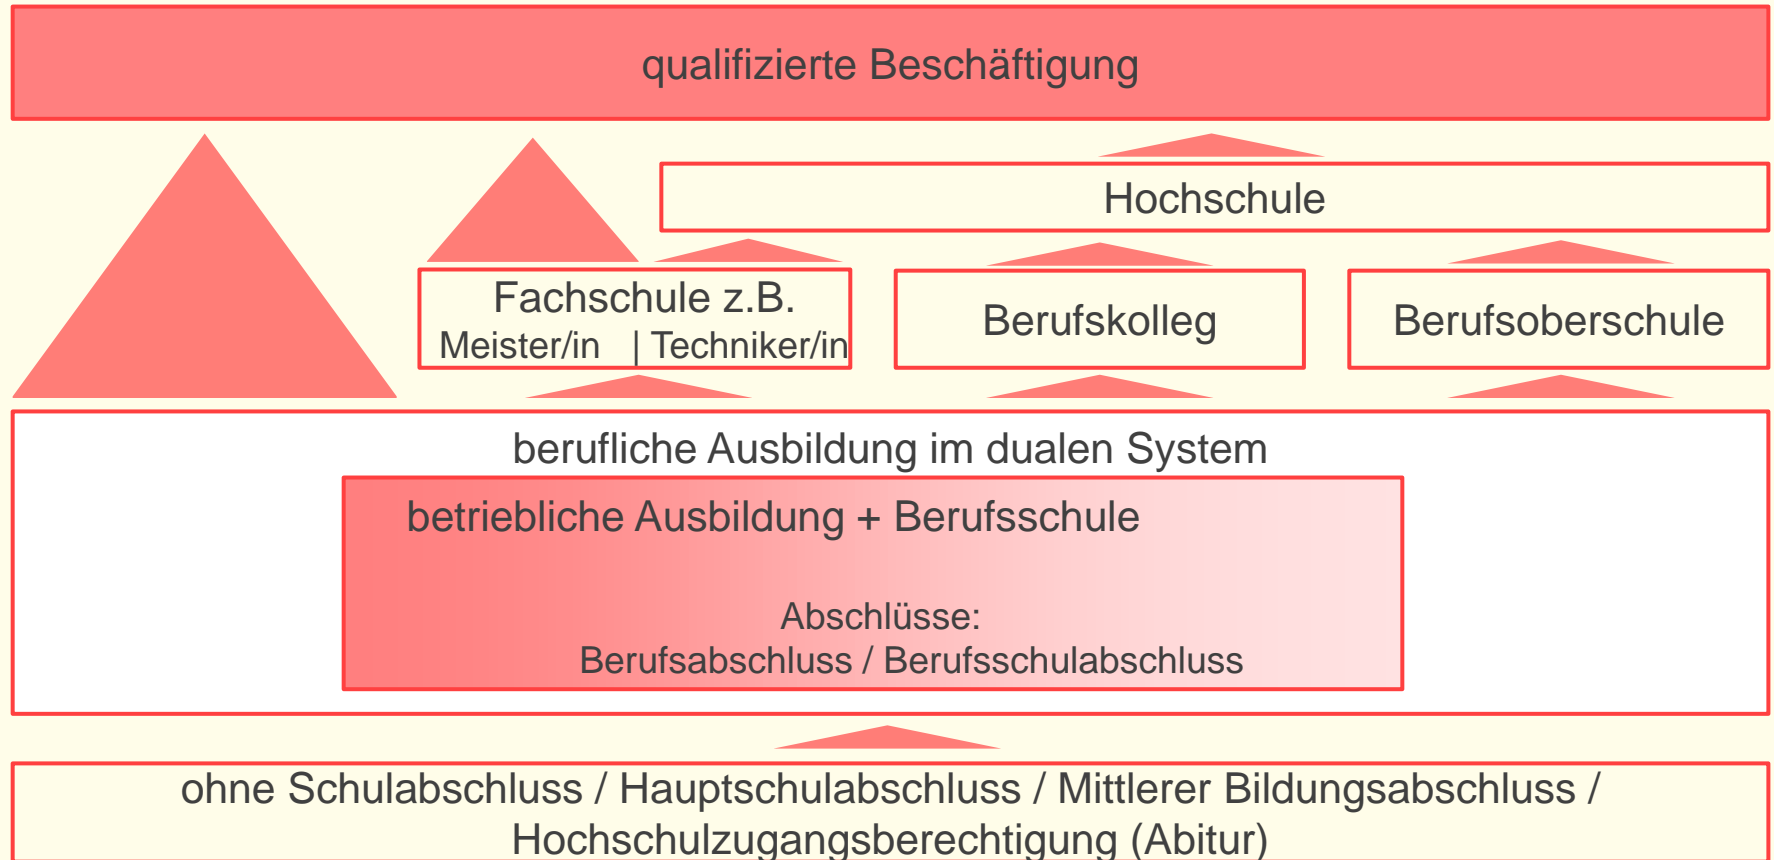 qualifizierte Beschäftigung
Hochschule
Fachschule z.B.
Meister/in | Techniker/in
Berufskolleg
Berufsoberschule
berufliche Ausbildung im dualen System
betriebliche Ausbildung + Berufsschule
Abschlüsse:
Berufsabschluss / Berufsschulabschluss
ohne Schulabschluss / Hauptschulabschluss / Mittlerer Bildungsabschluss /
Hochschulzugangsberechtigung (Abitur)